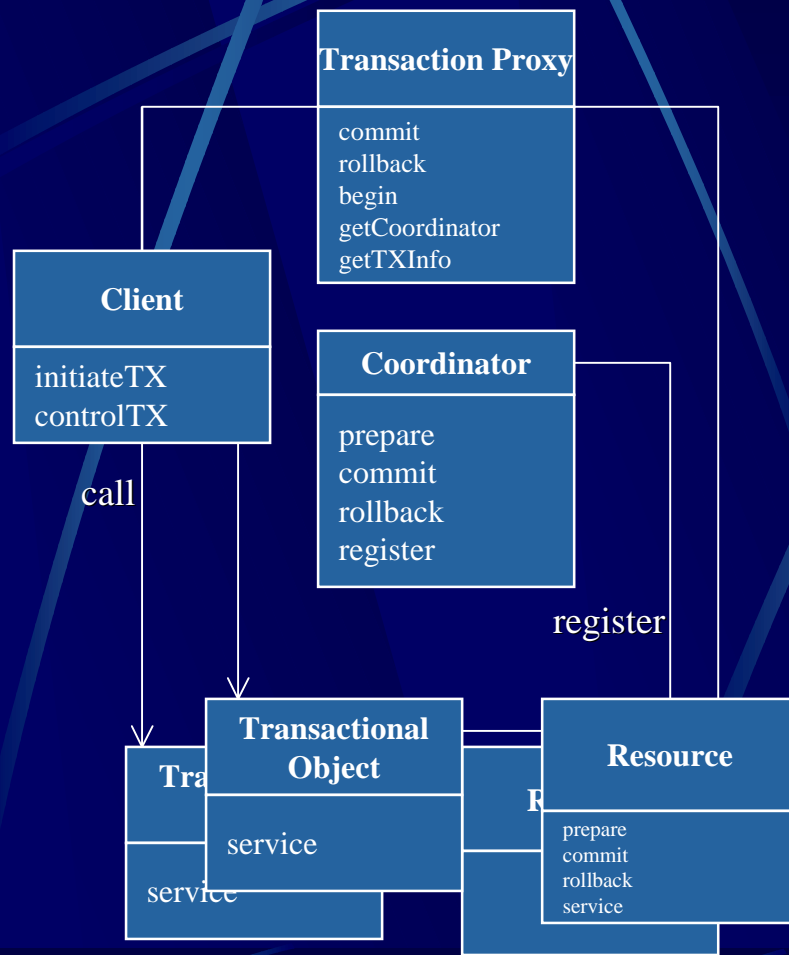 Transaction Proxy
commit
rollback
begin
getCoordinator
getTXInfo
Client
initiateTX
controlTX
Coordinator
prepare
commit
rollback
register
call
register
Transactional
Object
service
Tra
service
Resource
prepare
commit
rollback
service
R